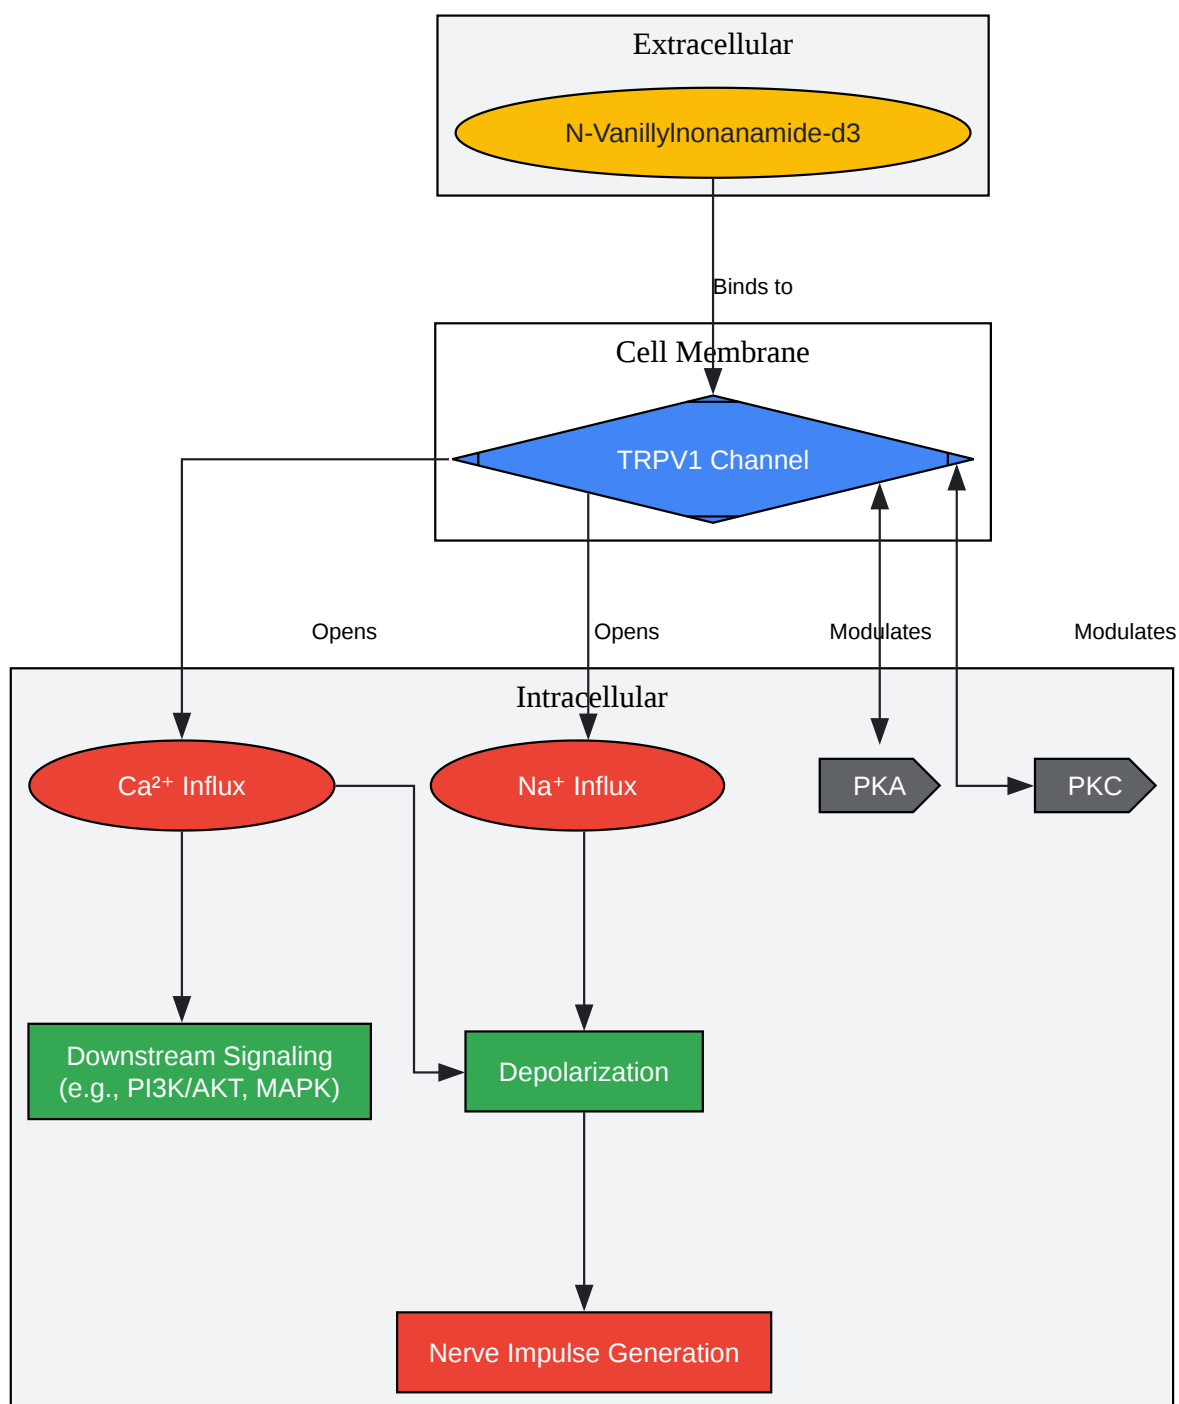 Extracellular
N-Vanillylnonanamide-d3
Binds to
Cell Membrane
TRPV1 Channel
Opens
Opens
Modulates
Modulates
Intracellular
Ca²⁺ Influx
Na⁺ Influx
PKA
PKC
Downstream Signaling
(e.g., PI3K/AKT, MAPK)
Depolarization
Nerve Impulse Generation